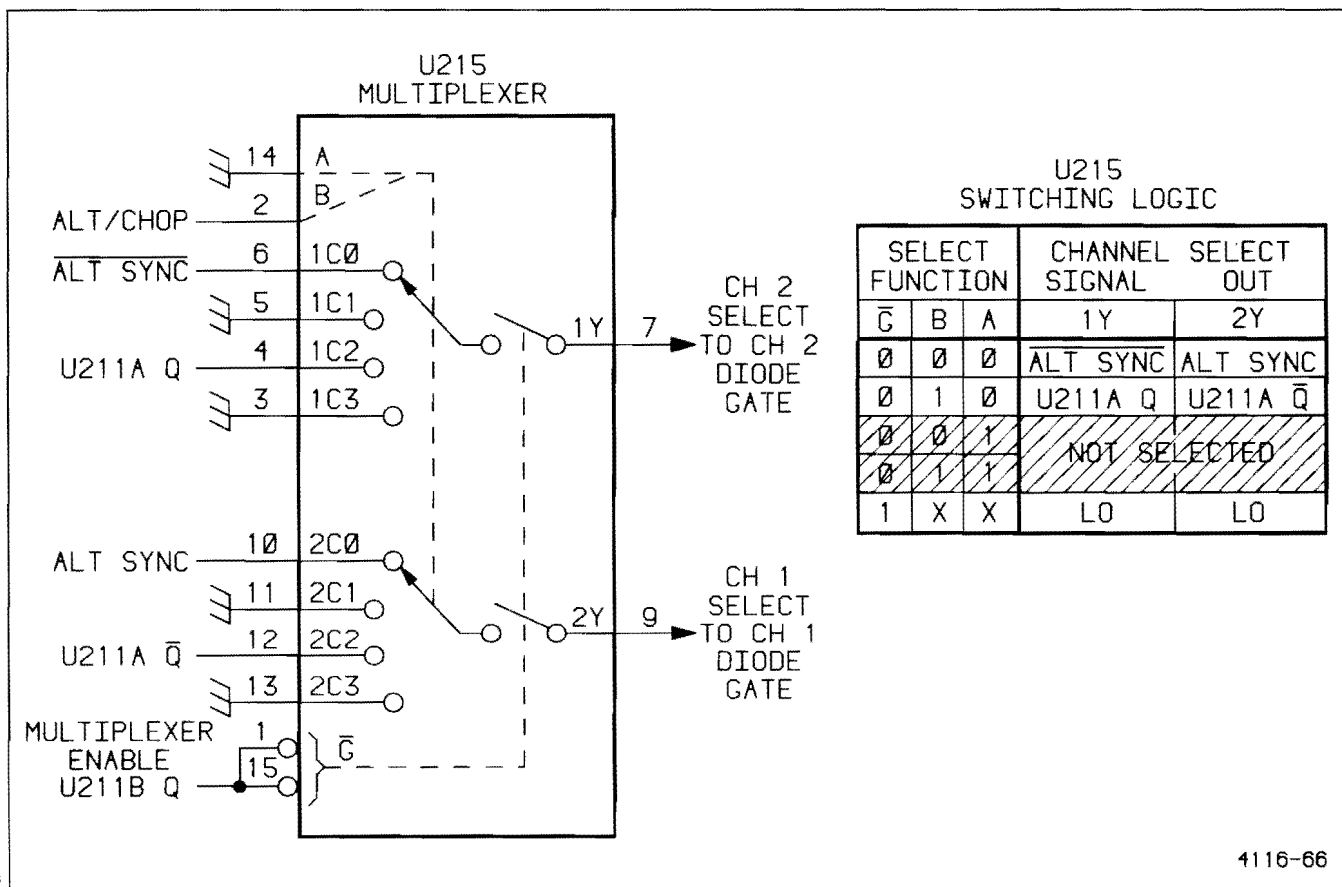 U215
MULTIPLEXER
14 A
B
ALT/CHOP 2
A̅L̅T̅ ̅S̅Y̅N̅C̅ 6 1CØ
5 1C1
U211A Q 4 1C2
3 1C3
1Y 7
CH 2
SELECT
TO CH 2
DIODE
GATE
ALT SYNC 10 2CØ
11 2C1
U211A Q̅ 12 2C2
13 2C3
2Y 9
CH 1
SELECT
TO CH 1
DIODE
GATE
MULTIPLEXER
ENABLE
U211B Q
1
15
G̅
U215
SWITCHING LOGIC
SELECT FUNCTION
CHANNEL SELECT
SIGNAL OUT
G̅ B A 1Y 2Y
Ø Ø Ø A̅L̅T̅ ̅S̅Y̅N̅C̅ ALT SYNC
Ø 1 Ø U211A Q U211A Q̅
Ø Ø 1 NOT SELECTED
Ø 1 1
1 X X LO LO
4116-66